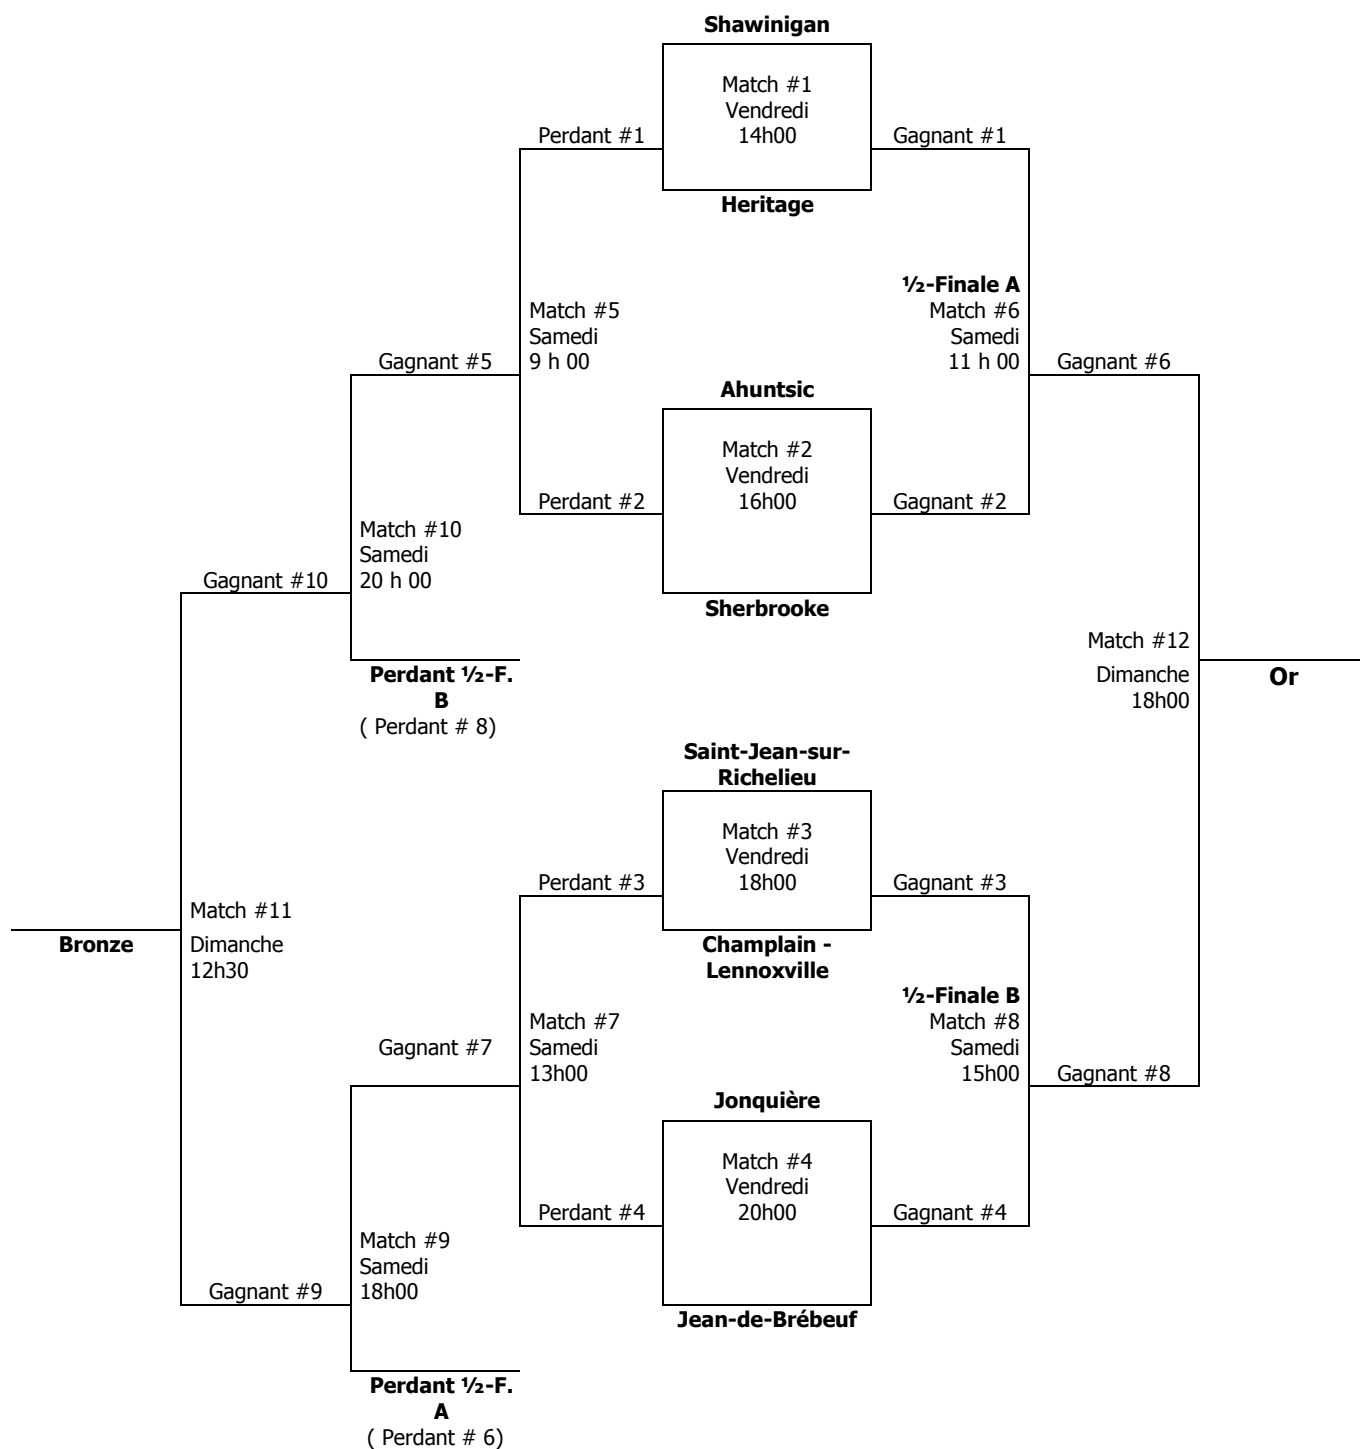 Shawinigan
Match #1
Vendredi
14h00
Perdant #1
Gagnant #1
Heritage
½-Finale A
Match #6
Samedi
11 h 00
Match #5
Samedi
9 h 00
Gagnant #5
Gagnant #6
Ahuntsic
Match #2
Vendredi
16h00
Perdant #2
Gagnant #2
Match #10
Samedi
20 h 00
Gagnant #10
Sherbrooke
Perdant ½-F.
B
( Perdant # 8)
Match #12
Dimanche
18h00
Or
Saint-Jean-sur-
Richelieu
Match #3
Vendredi
18h00
Perdant #3
Gagnant #3
Match #11
Dimanche
12h30
Bronze
Champlain -
Lennoxville
½-Finale B
Match #8
Samedi
15h00
Match #7
Samedi
13h00
Gagnant #7
Gagnant #8
Jonquière
Match #4
Vendredi
20h00
Perdant #4
Gagnant #4
Match #9
Samedi
18h00
Gagnant #9
Jean-de-Brébeuf
Perdant ½-F.
A
( Perdant # 6)